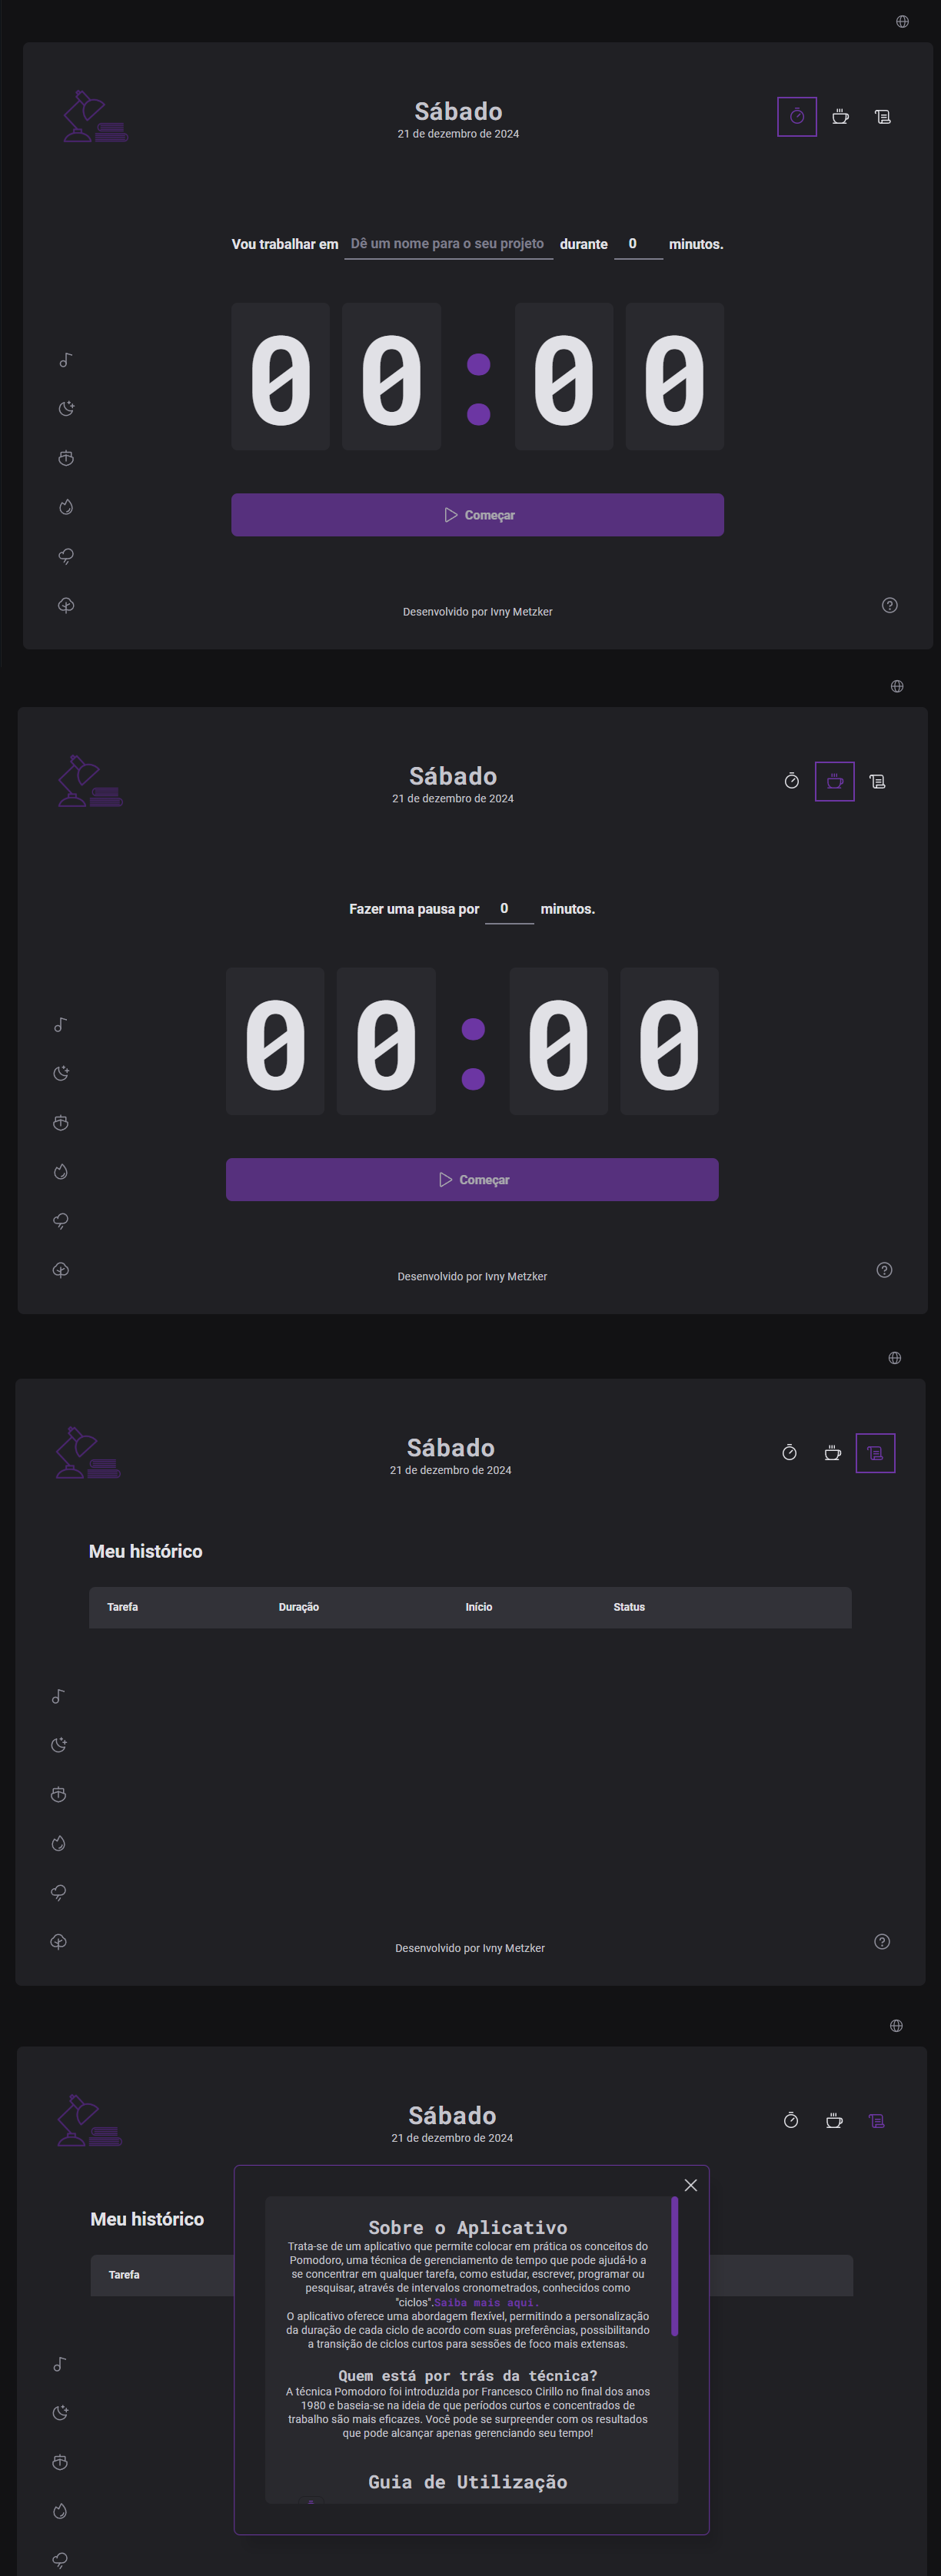 Sábado
21 de dezembro de 2024
Vou trabalhar em Dê um nome para o seu projeto durante 0 minutos.
00:00
Começar
Desenvolvido por Ivny Metzker
Sábado
21 de dezembro de 2024
Fazer uma pausa por 0 minutos.
00:00
Começar
Desenvolvido por Ivny Metzker
Sábado
21 de dezembro de 2024
Meu histórico
Tarefa Duração Início Status
Desenvolvido por Ivny Metzker
Sábado
21 de dezembro de 2024
Meu histórico
Tarefa
Sobre o Aplicativo
Trata-se de um aplicativo que permite colocar em prática os conceitos do
Pomodoro, uma técnica de gerenciamento de tempo que pode ajudá-lo a
se concentrar em qualquer tarefa, como estudar, escrever, programar ou
pesquisar, através de intervalos cronometrados, conhecidos como
"ciclos".Saiba mais aqui.
O aplicativo oferece uma abordagem flexível, permitindo a personalização
da duração de cada ciclo de acordo com suas preferências, possibilitando
a transição de ciclos curtos para sessões de foco mais extensas.
Quem está por trás da técnica?
A técnica Pomodoro foi introduzida por Francesco Cirillo no final dos anos
1980 e baseia-se na ideia de que períodos curtos e concentrados de
trabalho são mais eficazes. Você pode se surpreender com os resultados
que pode alcançar apenas gerenciando seu tempo!
Guia de Utilização